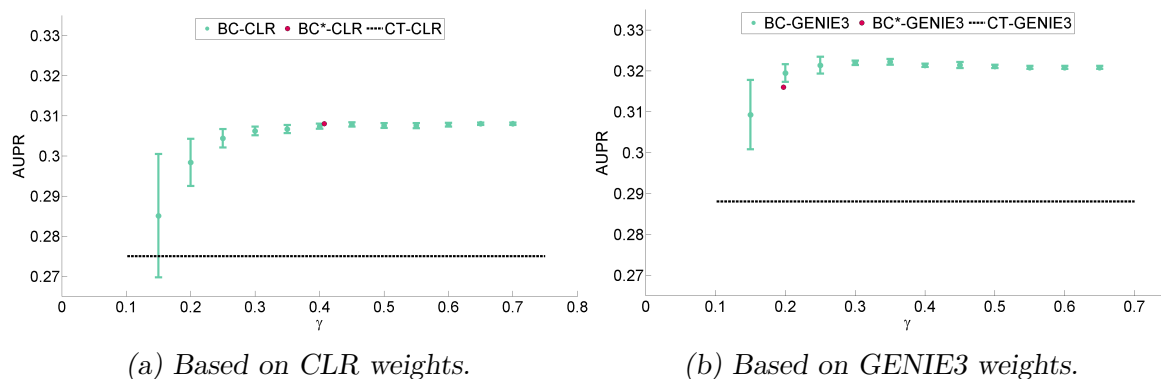 BC-CLR BC*-CLR CT-CLR
0.33
0.32
0.31
0.3
0.29
0.28
0.27
AUPR
0 0.1 0.2 0.3 0.4 0.5 0.6 0.7 0.8
γ
(a) Based on CLR weights.
BC-GENIE3 BC*-GENIE3 CT-GENIE3
0.33
0.32
0.31
0.3
0.29
0.28
0.27
AUPR
0 0.1 0.2 0.3 0.4 0.5 0.6 0.7
γ
(b) Based on GENIE3 weights.